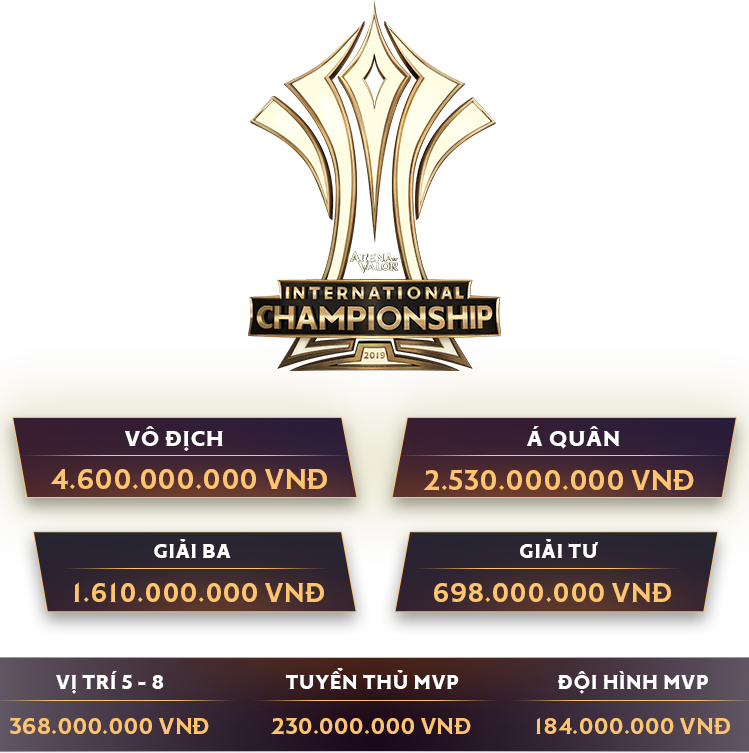 ARENA OF
VALOR
INTERNATIONAL
CHAMPIONSHIP
2019
VÔ ĐỊCH
4.600.000.000 VNĐ
Á QUÂN
2.530.000.000 VNĐ
GIẢI BA
1.610.000.000 VNĐ
GIẢI TƯ
698.000.000 VNĐ
VỊ TRÍ 5 - 8
368.000.000 VNĐ
TUYỂN THỦ MVP
230.000.000 VNĐ
ĐỘI HÌNH MVP
184.000.000 VNĐ